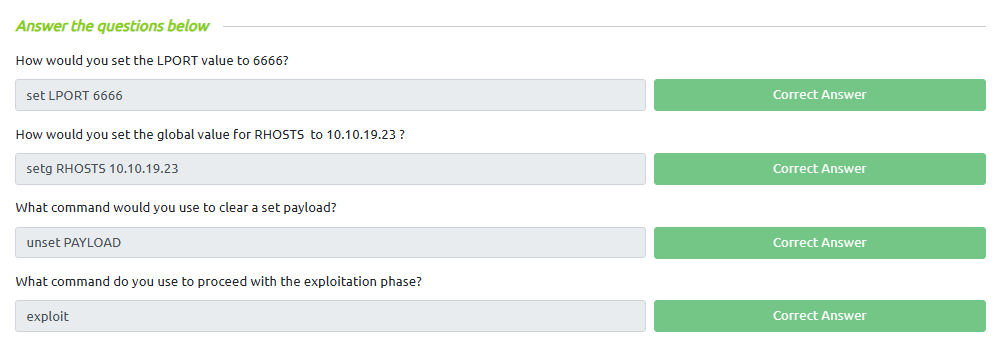 Answer the questions below
How would you set the LPORT value to 6666?
set LPORT 6666
Correct Answer
How would you set the global value for RHOSTS  to 10.10.19.23 ?
setg RHOSTS 10.10.19.23
Correct Answer
What command would you use to clear a set payload?
unset PAYLOAD
Correct Answer
What command do you use to proceed with the exploitation phase?
exploit
Correct Answer